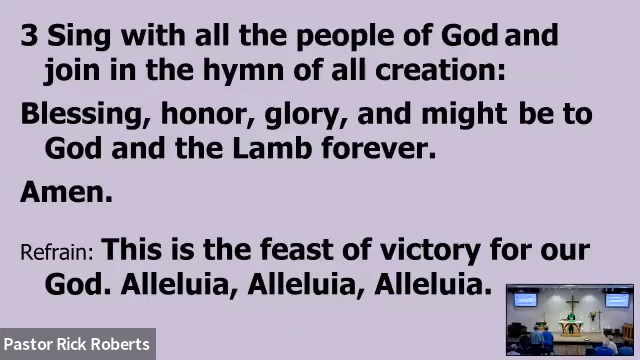 3 Sing with all the people of God and
join in the hymn of all creation:
Blessing, honor, glory, and might be to
God and the Lamb forever.
Amen.
Refrain: This is the feast of victory for our
God. Alleluia, Alleluia, Alleluia.
Pastor Rick Roberts